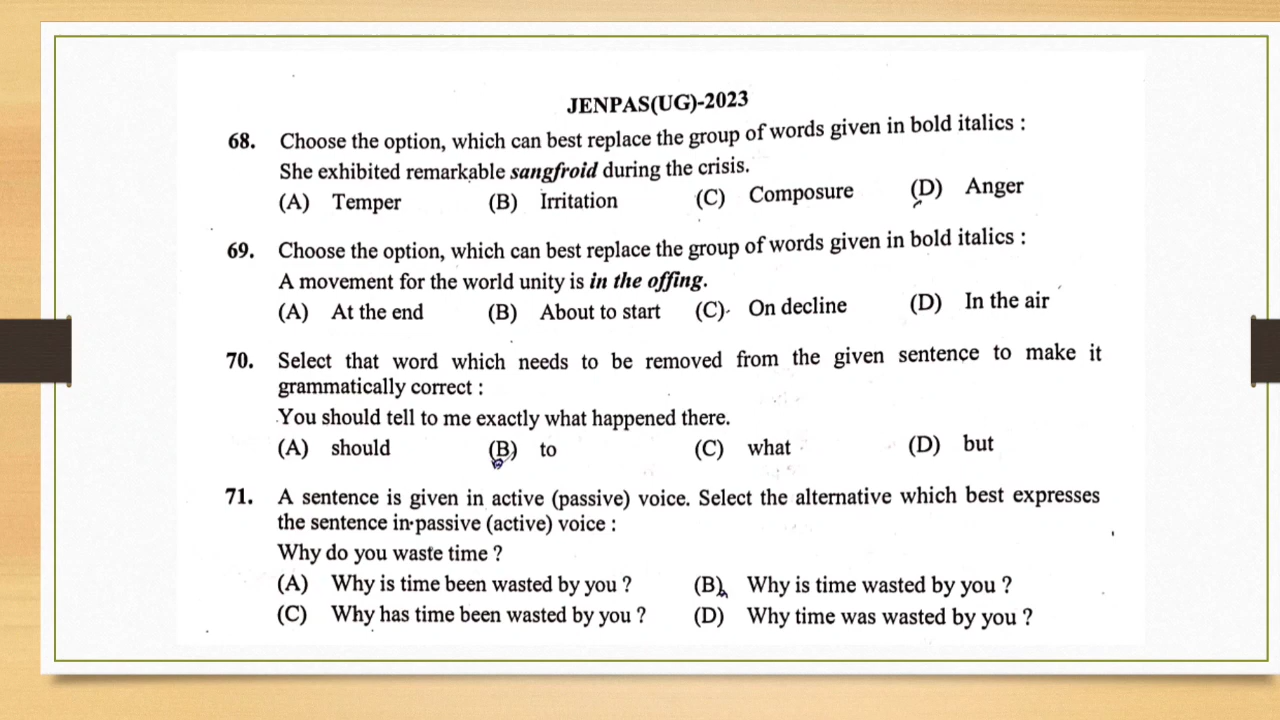 JENPAS(UG)-2023
68. Choose the option, which can best replace the group of words given in bold italics :
She exhibited remarkable sangfroid during the crisis.
(A) Temper (B) Irritation (C) Composure (D) Anger
69. Choose the option, which can best replace the group of words given in bold italics :
A movement for the world unity is in the offing.
(A) At the end (B) About to start (C) On decline (D) In the air
70. Select that word which needs to be removed from the given sentence to make it
grammatically correct :
You should tell to me exactly what happened there.
(A) should (B) to (C) what (D) but
71. A sentence is given in active (passive) voice. Select the alternative which best expresses
the sentence in passive (active) voice :
Why do you waste time ?
(A) Why is time been wasted by you ? (B) Why is time wasted by you ?
(C) Why has time been wasted by you ? (D) Why time was wasted by you ?